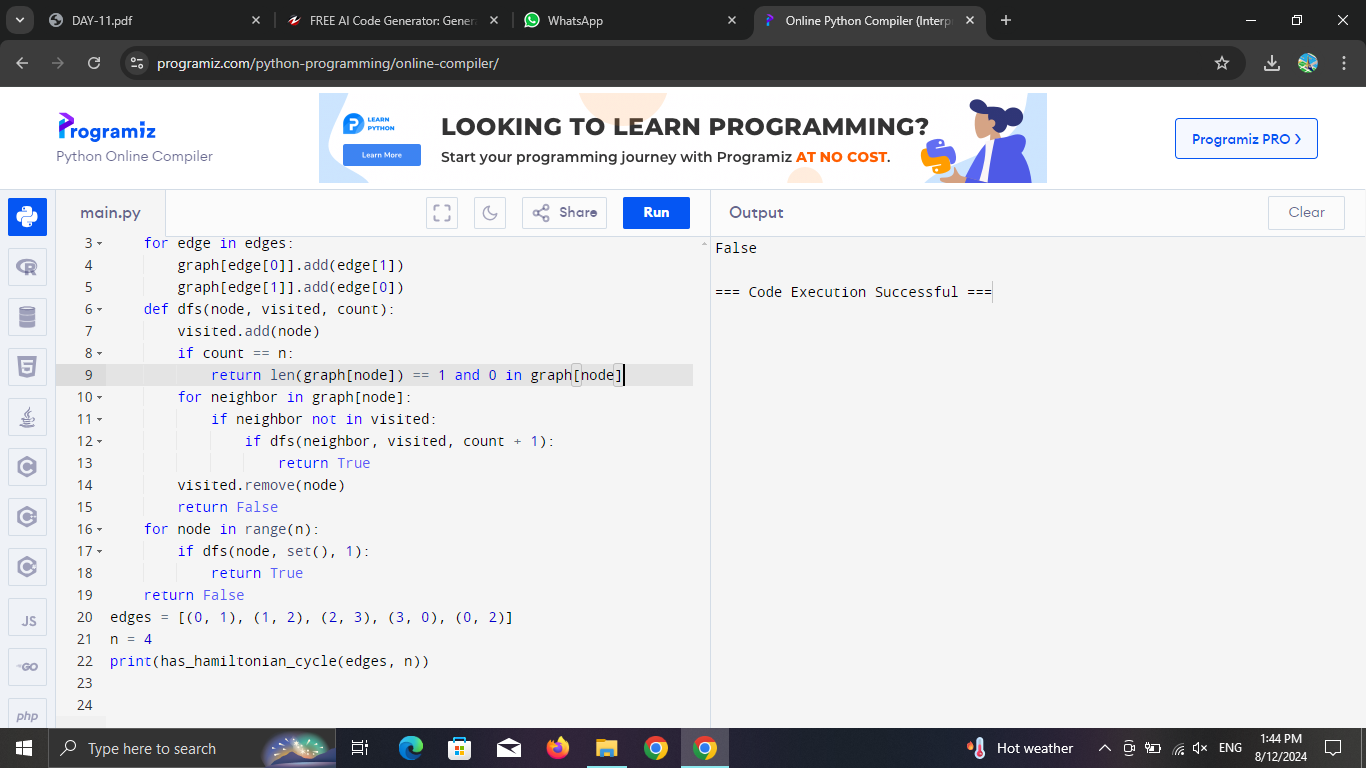 DAY-11.pdf
FREE AI Code Generator: Gener
WhatsApp
Online Python Compiler (Interp
programiz.com/python-programming/online-compiler/
Programiz
Python Online Compiler
LEARN
PYTHON
Learn More
LOOKING TO LEARN PROGRAMMING?
Start your programming journey with Programiz AT NO COST.
Programiz PRO >
main.py
Share
Run
Output
Clear
3 for edge in edges:
4 graph[edge[0]].add(edge[1])
5 graph[edge[1]].add(edge[0])
6 def dfs(node, visited, count):
7 visited.add(node)
8 if count == n:
9 return len(graph[node]) == 1 and 0 in graph[node]
10 for neighbor in graph[node]:
11 if neighbor not in visited:
12 if dfs(neighbor, visited, count + 1):
13 return True
14 visited.remove(node)
15 return False
16 for node in range(n):
17 if dfs(node, set(), 1):
18 return True
19 return False
20 edges = [(0, 1), (1, 2), (2, 3), (3, 0), (0, 2)]
21 n = 4
22 print(has_hamiltonian_cycle(edges, n))
23
24
False
=== Code Execution Successful ===
R
5
C
C
C
JS
GO
php
Type here to search
Hot weather
ENG
1:44 PM
8/12/2024